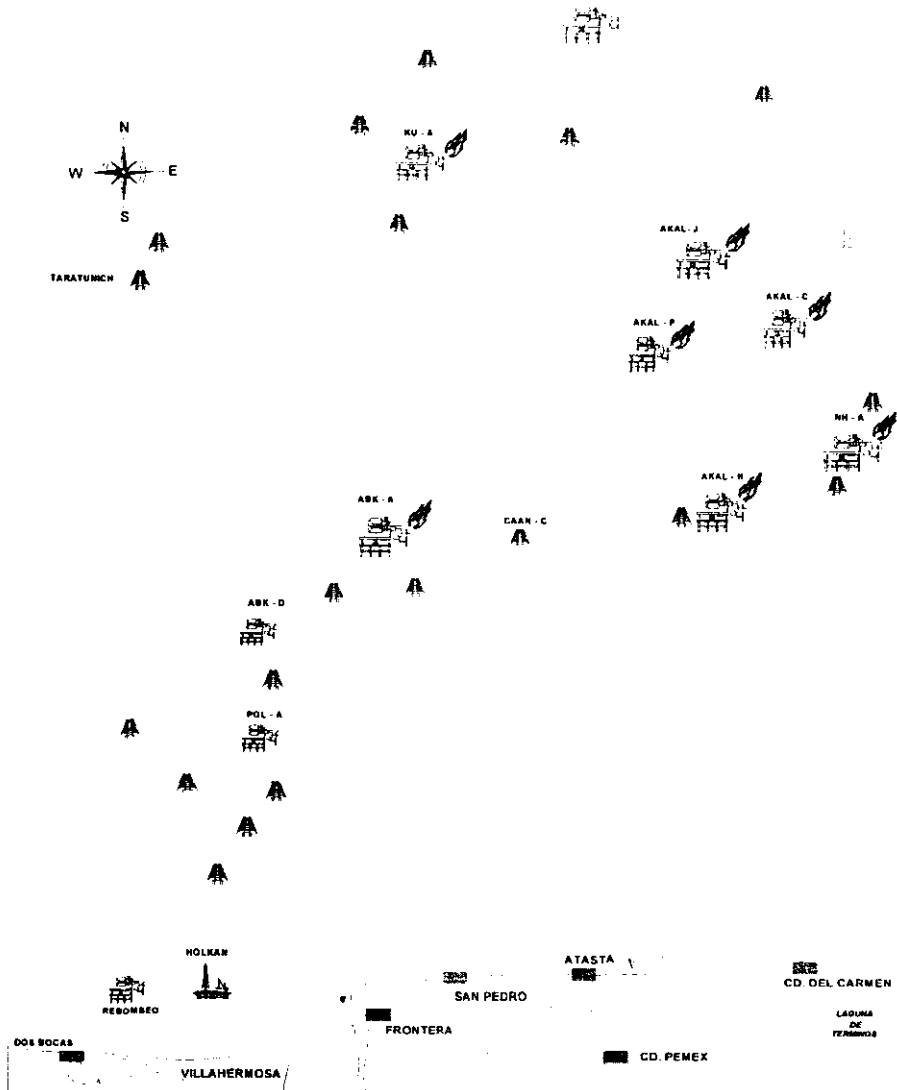 KU - A
N
W
E
S
AKAL - J
TARATUNICH
AKAL - C
AKAL - P
NH - A
AKAL - N
ABK - A
CAAN - C
ABK - D
POL - A
HOLKAN
ATASTA
CD. DEL CARMEN
SAN PEDRO
REBOMBEO
LAGUNA
DE
TERMINOS
FRONTERA
DOS BOCAS
CD. PEMEX
VILLAHERMOSA